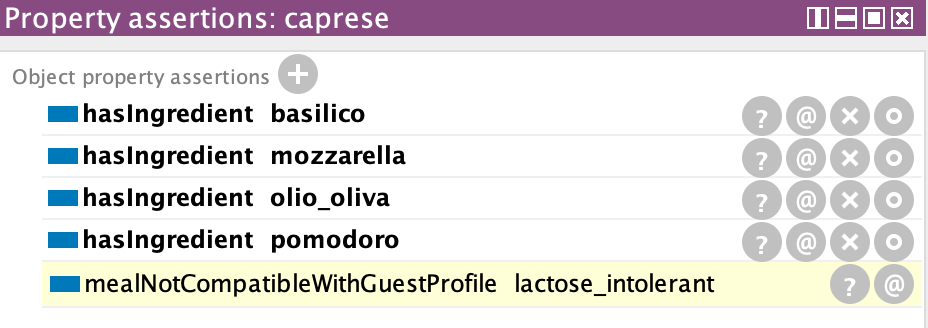 Property assertions: caprese
Object property assertions
hasIngredient basilico ? @
hasIngredient mozzarella ? @
hasIngredient olio_oliva ? @
hasIngredient pomodoro ? @
mealNotCompatibleWithGuestProfile lactose_intolerant ? @